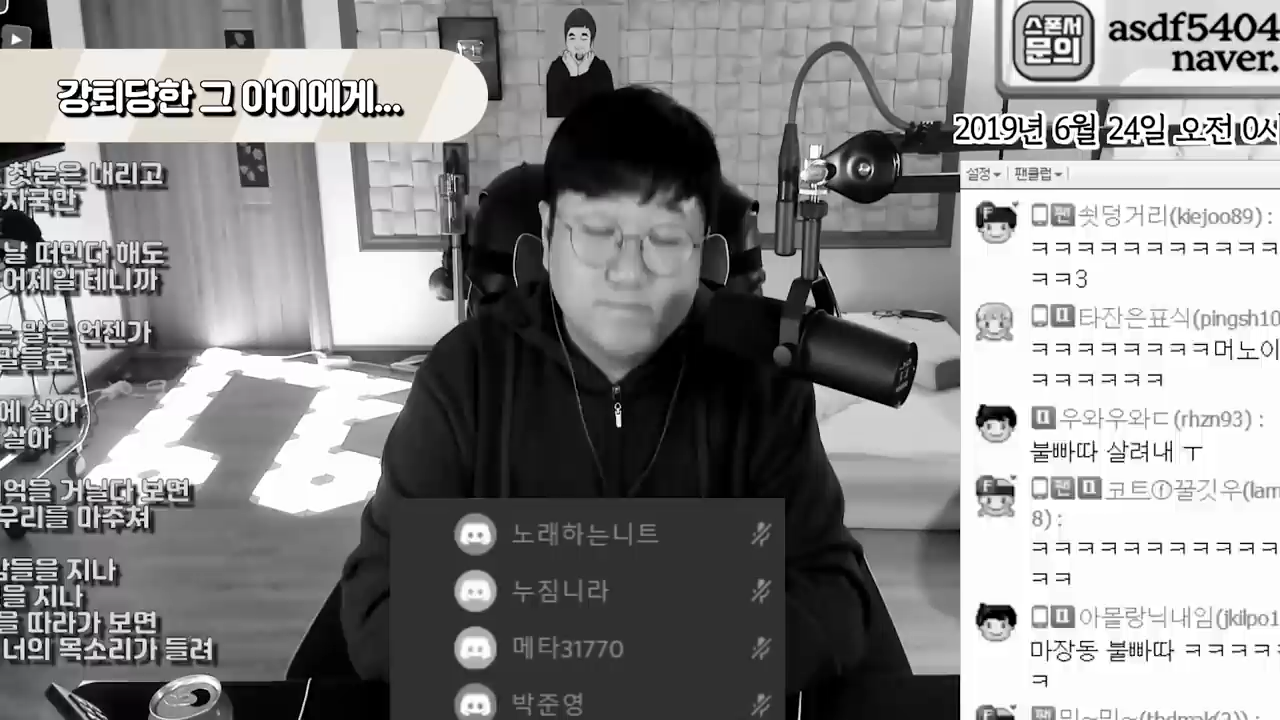 강퇴당한 그 아이에게...
스폰서
문의
asdf5404
naver.
2019년 6월 24일 오전 0시
첫눈은 내리고
자국만
날 떠민다 해도
어제일 테니까
는 말은 언젠가
말들로
에 살아
살아
억을 거닐다 보면
우리를 마주쳐
람들을 지나
을 지나
을 따라가 보면
너의 목소리가 들려
노래하는니트
누짐니라
메타31770
박준영
설정 팬클럽
팬 쇳덩거리(kiejoo89) :
ㅋㅋㅋㅋㅋㅋㅋㅋㅋㅋ
ㅋㅋ3
타잔은표식(pingsh10
ㅋㅋㅋㅋㅋㅋㅋㅋ머노이
ㅋㅋㅋㅋㅋㅋ
우와우와ㄷ(rhzn93) :
불빠따 살려내 ㅜ
팬 코트ⓕ꿀깃우(lam
8) :
ㅋㅋㅋㅋㅋㅋㅋㅋㅋㅋ
ㅋㅋ
아몰랑닉내임(jkilpo1
마장동 불빠따 ㅋㅋㅋㅋ
ㅋ